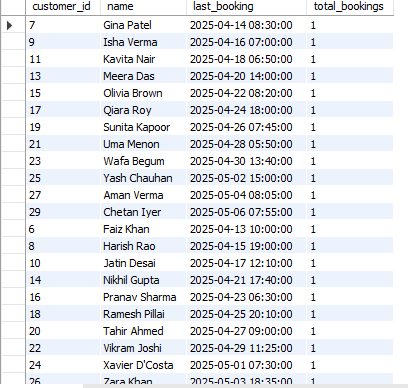 customer_id name last_booking total_bookings
7 Gina Patel 2025-04-14 08:30:00 1
9 Isha Verma 2025-04-16 07:00:00 1
11 Kavita Nair 2025-04-18 06:50:00 1
13 Meera Das 2025-04-20 14:00:00 1
15 Olivia Brown 2025-04-22 08:20:00 1
17 Qiara Roy 2025-04-24 18:00:00 1
19 Sunita Kapoor 2025-04-26 07:45:00 1
21 Uma Menon 2025-04-28 05:50:00 1
23 Wafa Begum 2025-04-30 13:40:00 1
25 Yash Chauhan 2025-05-02 15:00:00 1
27 Aman Verma 2025-05-04 08:05:00 1
29 Chetan Iyer 2025-05-06 07:55:00 1
6 Faiz Khan 2025-04-13 10:00:00 1
8 Harish Rao 2025-04-15 19:00:00 1
10 Jatin Desai 2025-04-17 12:10:00 1
14 Nikhil Gupta 2025-04-21 17:40:00 1
16 Pranav Sharma 2025-04-23 06:30:00 1
18 Ramesh Pillai 2025-04-25 20:10:00 1
20 Tahir Ahmed 2025-04-27 09:00:00 1
22 Vikram Joshi 2025-04-29 11:25:00 1
24 Xavier D'Costa 2025-05-01 07:30:00 1
26 Zara Khan 2025-05-03 18:35:00 1